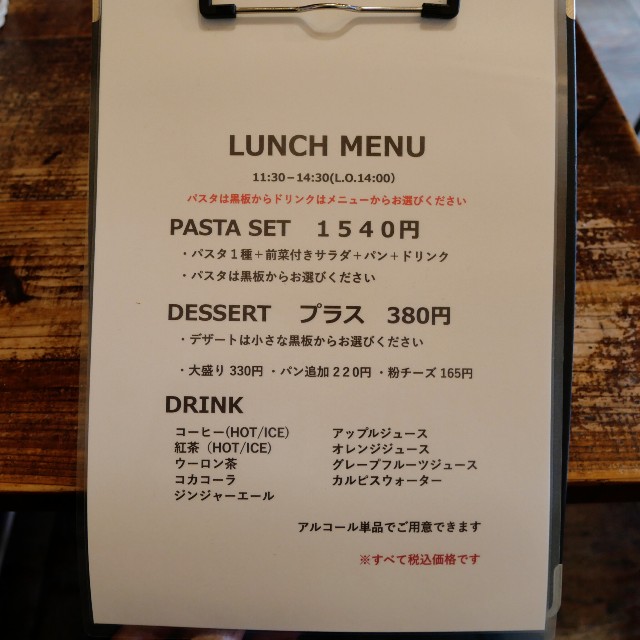 LUNCH MENU
11:30－14:30(L.O.14:00)
パスタは黒板からドリンクはメニューからお選びください
PASTA SET　１５４０円
・パスタ１種＋前菜付きサラダ＋パン＋ドリンク
・パスタは黒板からお選びください
DESSERT　プラス　380円
・デザートは小さな黒板からお選びください
・大盛り 330円 ・パン追加 ２２０円 ・粉チーズ 165円
DRINK
コーヒー(HOT/ICE)　アップルジュース
紅茶（HOT/ICE)　オレンジジュース
ウーロン茶　グレープフルーツジュース
コカコーラ　カルピスウォーター
ジンジャーエール
アルコール単品でご用意できます
※すべて税込価格です